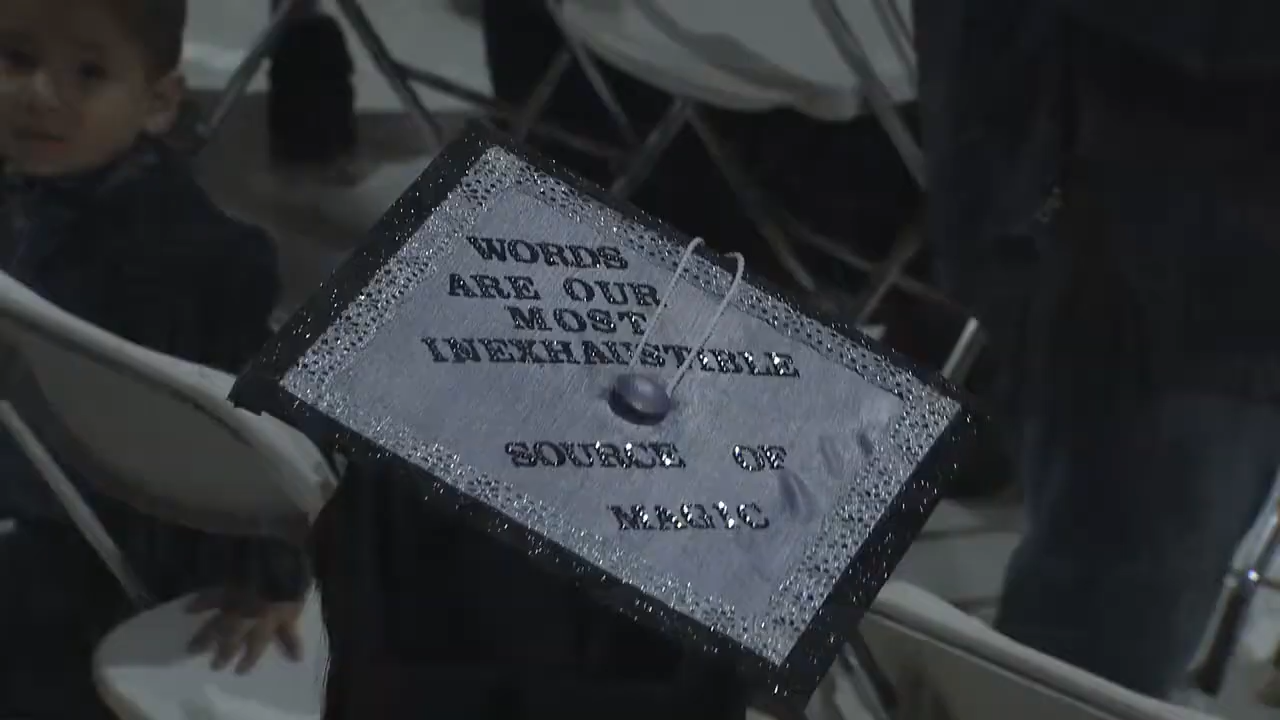 WORDS
ARE OUR
MOST
INEXHAUSTIBLE
SOURCE OF
MAGIC